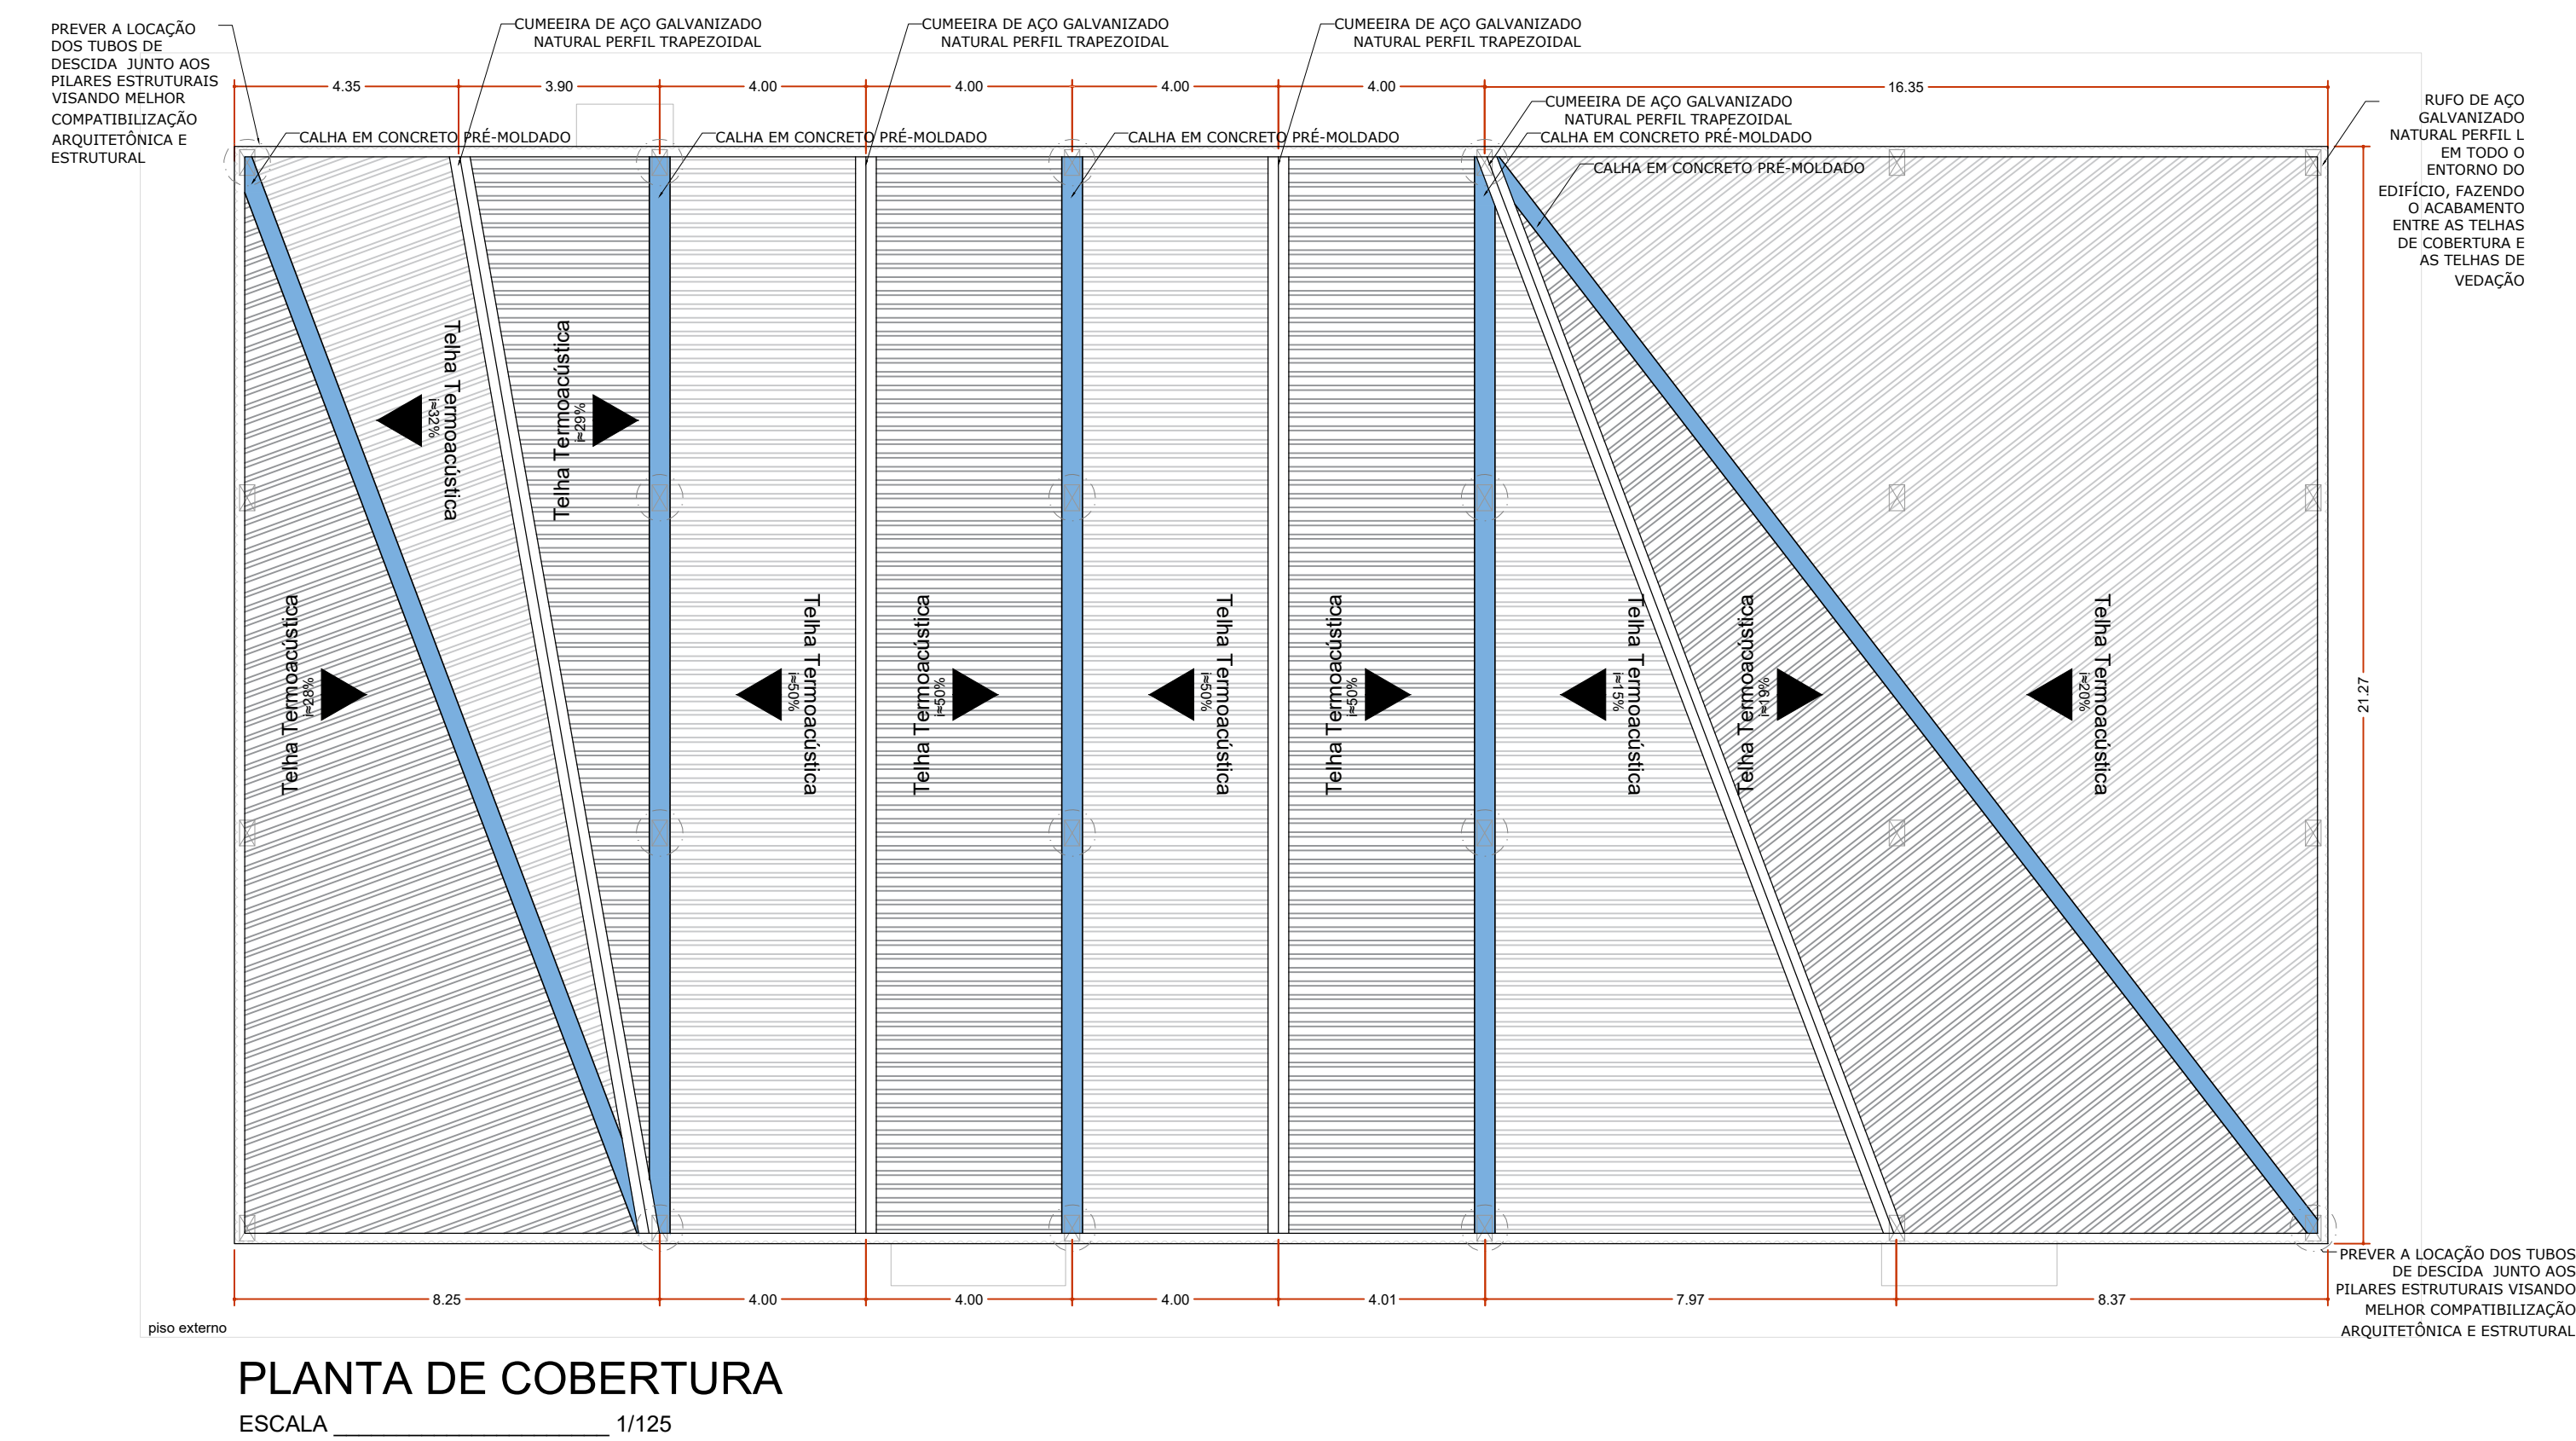 PREVER A LOCAÇÃO
DOS TUBOS DE
DESCIDA JUNTO AOS
PILARES ESTRUTURAIS
VISANDO MELHOR
COMPATIBILIZAÇÃO
ARQUITETÔNICA E
ESTRUTURAL
CUMEEIRA DE AÇO GALVANIZADO
NATURAL PERFIL TRAPEZOIDAL
CUMEEIRA DE AÇO GALVANIZADO
NATURAL PERFIL TRAPEZOIDAL
CUMEEIRA DE AÇO GALVANIZADO
NATURAL PERFIL TRAPEZOIDAL
4.35
3.90
4.00
4.00
4.00
4.00
16.35
CUMEEIRA DE AÇO GALVANIZADO
NATURAL PERFIL TRAPEZOIDAL
CALHA EM CONCRETO PRÉ-MOLDADO
CALHA EM CONCRETO PRÉ-MOLDADO
CALHA EM CONCRETO PRÉ-MOLDADO
CALHA EM CONCRETO PRÉ-MOLDADO
CALHA EM CONCRETO PRÉ-MOLDADO
RUFO DE AÇO
GALVANIZADO
NATURAL PERFIL L
EM TODO O
ENTORNO DO
EDIFÍCIO, FAZENDO
O ACABAMENTO
ENTRE AS TELHAS
DE COBERTURA E
AS TELHAS DE
VEDAÇÃO
Telha Termoacústica
i≈32%
Telha Termoacústica
i≈29%
Telha Termoacústica
i≈28%
Telha Termoacústica
i≈50%
Telha Termoacústica
i≈50%
Telha Termoacústica
i≈50%
Telha Termoacústica
i≈50%
Telha Termoacústica
i≈15%
Telha Termoacústica
i≈19%
Telha Termoacústica
i≈20%
21.27
8.25
4.00
4.00
4.00
4.01
7.97
8.37
PREVER A LOCAÇÃO DOS TUBOS
DE DESCIDA JUNTO AOS
PILARES ESTRUTURAIS VISANDO
MELHOR COMPATIBILIZAÇÃO
ARQUITETÔNICA E ESTRUTURAL
piso externo
PLANTA DE COBERTURA
ESCALA ______________________ 1/125